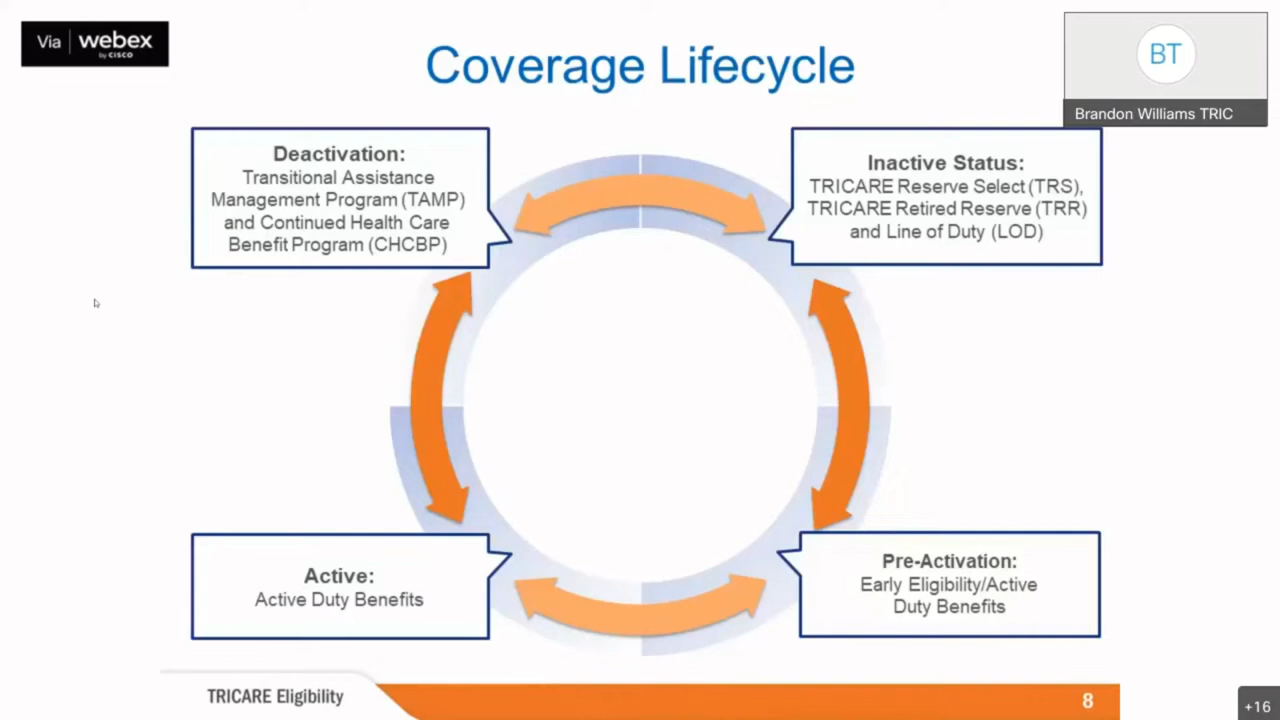 Via webex
by CISCO
Coverage Lifecycle
BT
Brandon Williams TRIC
Deactivation:
Transitional Assistance
Management Program (TAMP)
and Continued Health Care
Benefit Program (CHCBP)
Inactive Status:
TRICARE Reserve Select (TRS),
TRICARE Retired Reserve (TRR)
and Line of Duty (LOD)
Active:
Active Duty Benefits
Pre-Activation:
Early Eligibility/Active
Duty Benefits
TRICARE Eligibility
8
+16